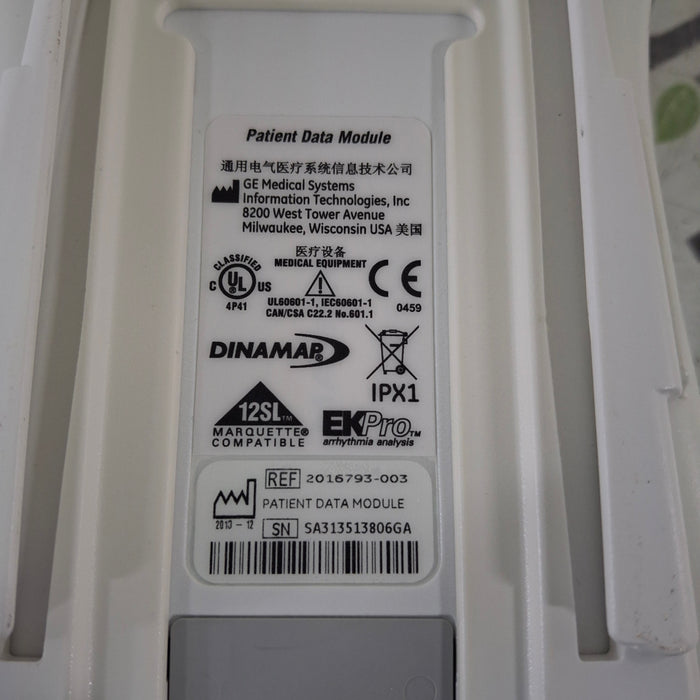 Patient Data Module
通用电气医疗系统信息技术公司
GE Medical Systems
Information Technologies, Inc
8200 West Tower Avenue
Milwaukee, Wisconsin USA 美国
医疗设备
MEDICAL EQUIPMENT
CLASSIFIED
C UL US
4P41
UL60601-1, IEC60601-1
CAN/CSA C22.2 No.601.1
CE
0459
DINAMAP®
IPX1
12SL™
MARQUETTE®
COMPATIBLE
EK-Pro™
arrhythmia analysis
REF 2016793-003
PATIENT DATA MODULE
2013-12
SN SA313513806GA